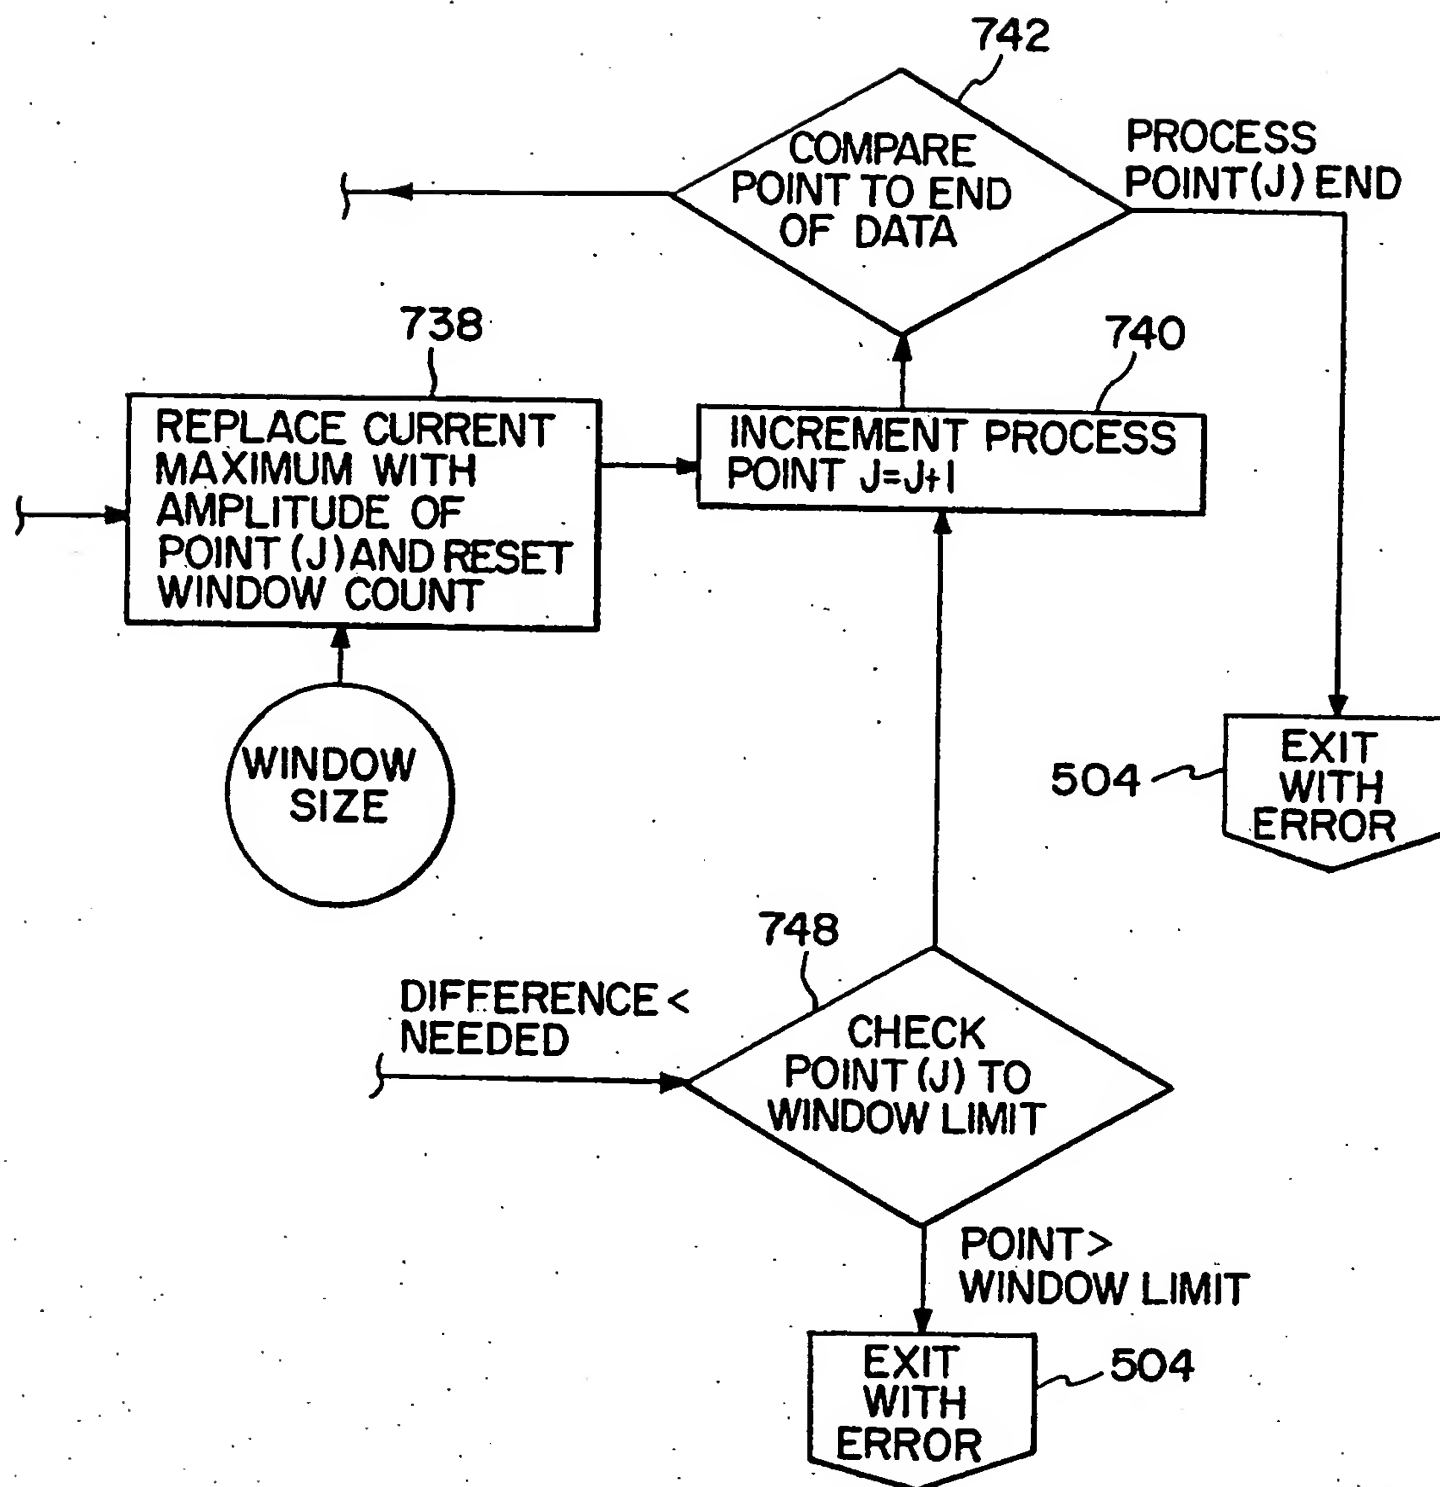 742
COMPARE
POINT TO END
OF DATA
PROCESS
POINT(J) END
738
REPLACE CURRENT
MAXIMUM WITH
AMPLITUDE OF
POINT (J) AND RESET
WINDOW COUNT
740
INCREMENT PROCESS
POINT J=J+1
WINDOW
SIZE
504
EXIT
WITH
ERROR
748
DIFFERENCE <
NEEDED
CHECK
POINT (J) TO
WINDOW LIMIT
POINT >
WINDOW LIMIT
EXIT
WITH
ERROR
504